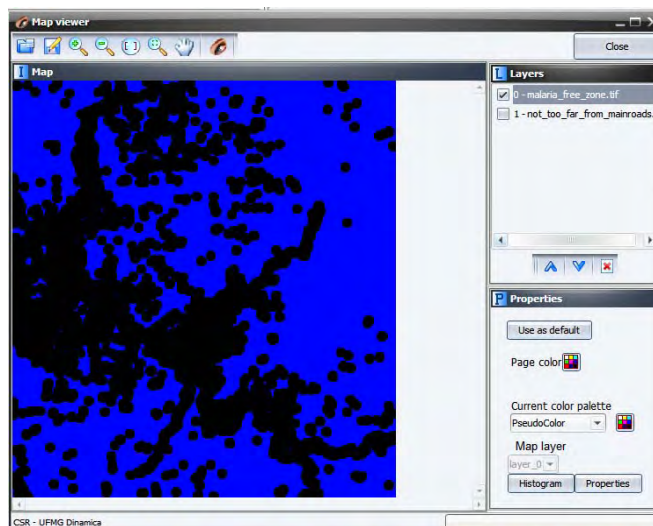 Map viewer
Close
Map
Layers
0 - malaria_free_zone.tif
1 - not_too_far_from_mainroads.
Properties
Use as default
Page color
Current color palette
PseudoColor
Map layer
layer_0
Histogram
Properties
CSR - UFMG Dinamica